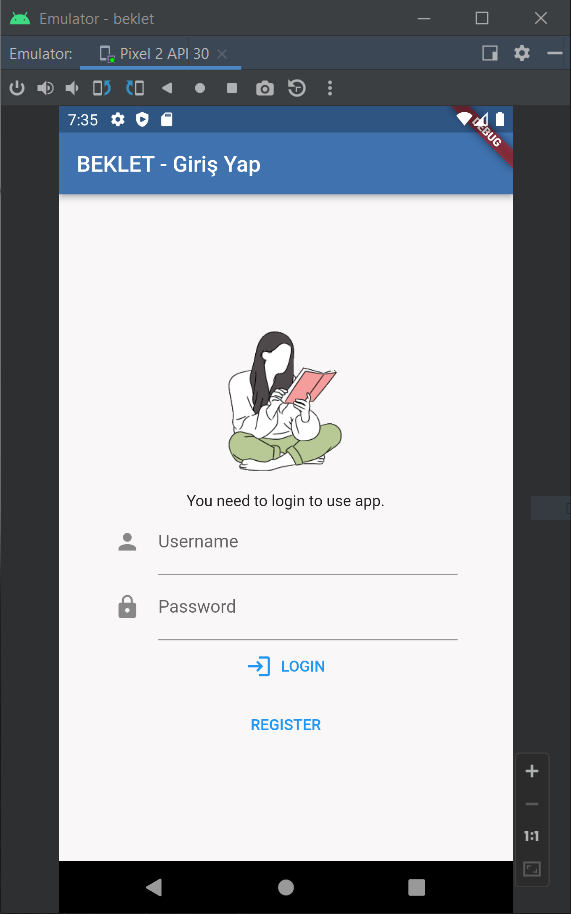 Emulator - beklet
Emulator: Pixel 2 API 30
7:35
DEBUG
BEKLET - Giriş Yap
You need to login to use app.
Username
Password
LOGIN
REGISTER
1:1